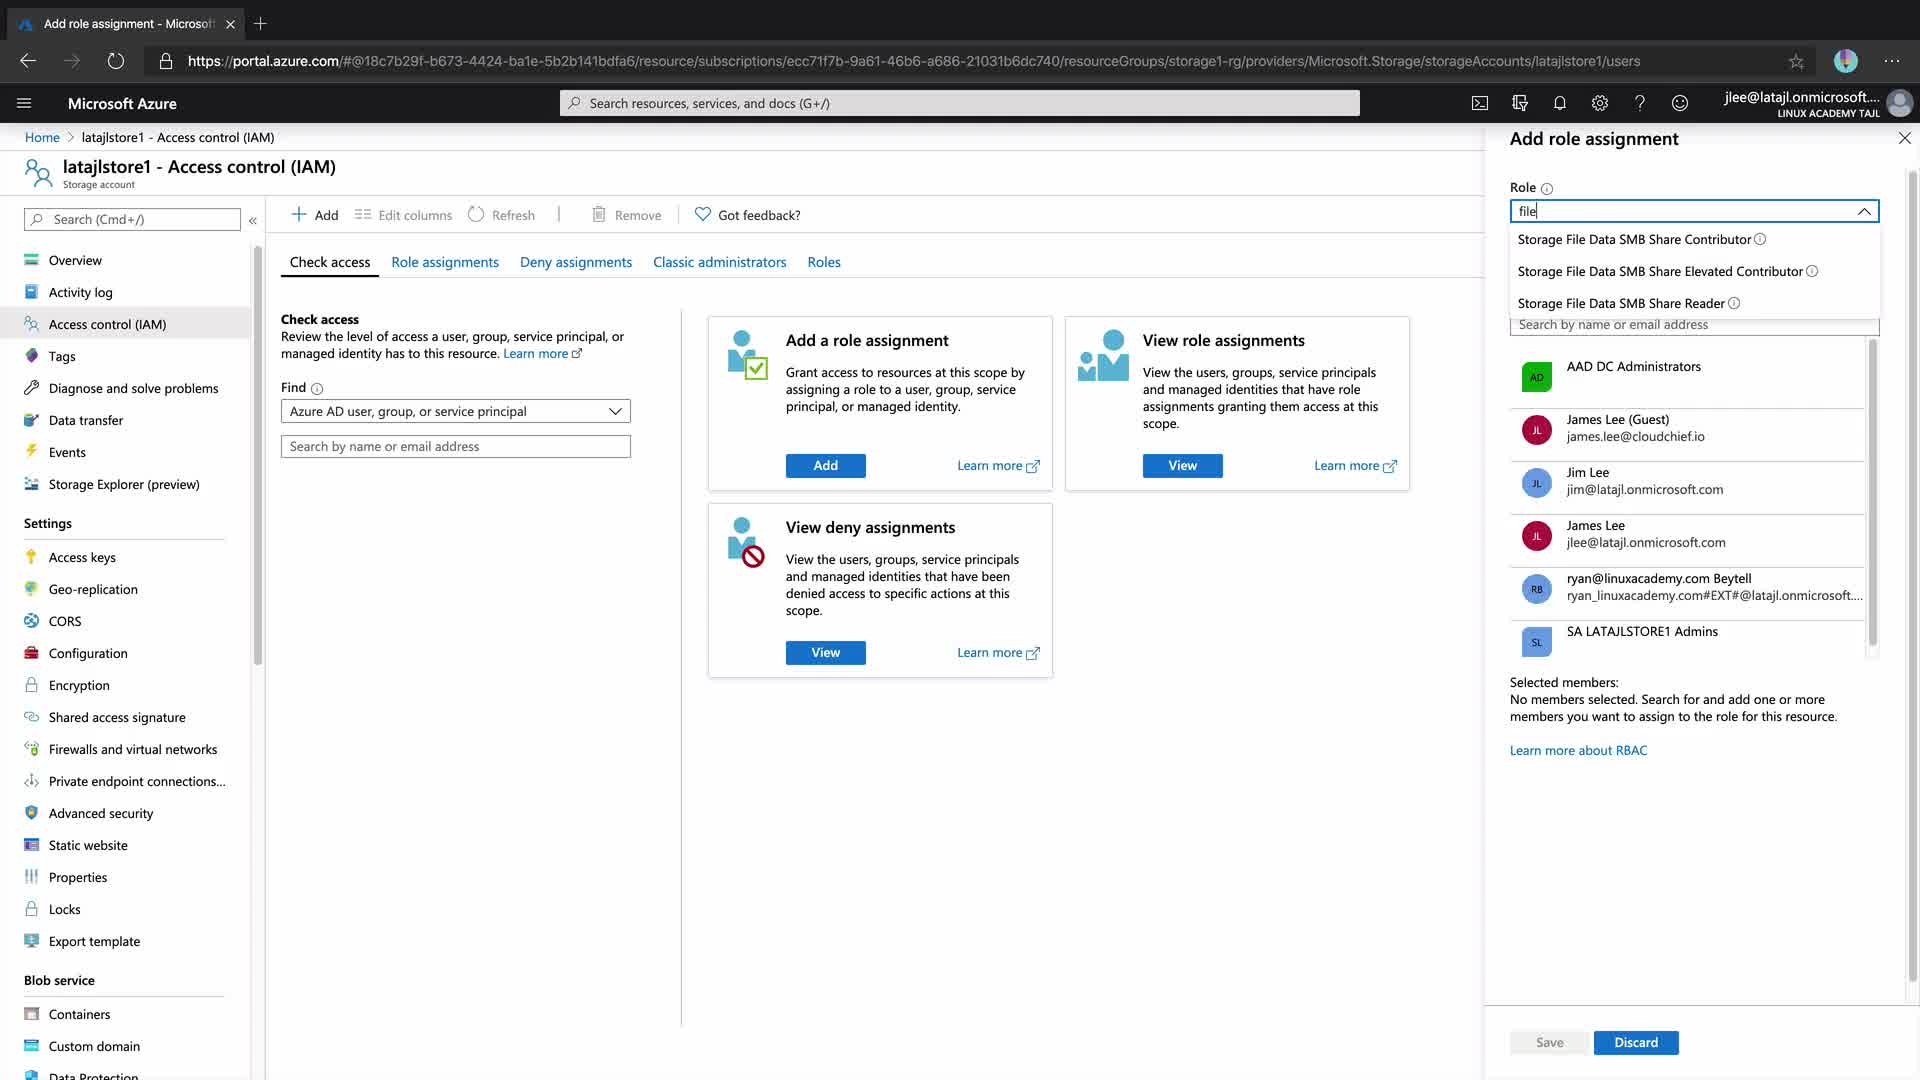 Add role assignment - Microsof
https://portal.azure.com/#@18c7b29f-b673-4424-ba1e-5b2b141bdfa6/resource/subscriptions/ecc71f7b-9a61-46b6-a686-21031b6dc740/resourceGroups/storage1-rg/providers/Microsoft.Storage/storageAccounts/latajlstore1/users
Microsoft Azure
Search resources, services, and docs (G+/)
jlee@latajl.onmicrosoft....
LINUX ACADEMY TAJL
Home > latajlstore1 - Access control (IAM)
latajlstore1 - Access control (IAM)
Storage account
Search (Cmd+/)
«
Overview
Activity log
Access control (IAM)
Tags
Diagnose and solve problems
Data transfer
Events
Storage Explorer (preview)
Settings
Access keys
Geo-replication
CORS
Configuration
Encryption
Shared access signature
Firewalls and virtual networks
Private endpoint connections...
Advanced security
Static website
Properties
Locks
Export template
Blob service
Containers
Custom domain
Data Protection
Add
Edit columns
Refresh
Remove
Got feedback?
Check access
Role assignments
Deny assignments
Classic administrators
Roles
Check access
Review the level of access a user, group, service principal, or
managed identity has to this resource. Learn more
Find
Azure AD user, group, or service principal
Search by name or email address
Add a role assignment
Grant access to resources at this scope by
assigning a role to a user, group, service
principal, or managed identity.
Add
Learn more
View role assignments
View the users, groups, service principals
and managed identities that have role
assignments granting them access at this
scope.
View
Learn more
View deny assignments
View the users, groups, service principals
and managed identities that have been
denied access to specific actions at this
scope.
View
Learn more
Add role assignment
Role
file
Storage File Data SMB Share Contributor
Storage File Data SMB Share Elevated Contributor
Storage File Data SMB Share Reader
Search by name or email address
AD
AAD DC Administrators
JL
James Lee (Guest)
james.lee@cloudchief.io
JL
Jim Lee
jim@latajl.onmicrosoft.com
JL
James Lee
jlee@latajl.onmicrosoft.com
RB
ryan@linuxacademy.com Beytell
ryan_linuxacademy.com#EXT#@latajl.onmicrosoft....
SL
SA LATAJLSTORE1 Admins
Selected members:
No members selected. Search for and add one or more
members you want to assign to the role for this resource.
Learn more about RBAC
Save
Discard